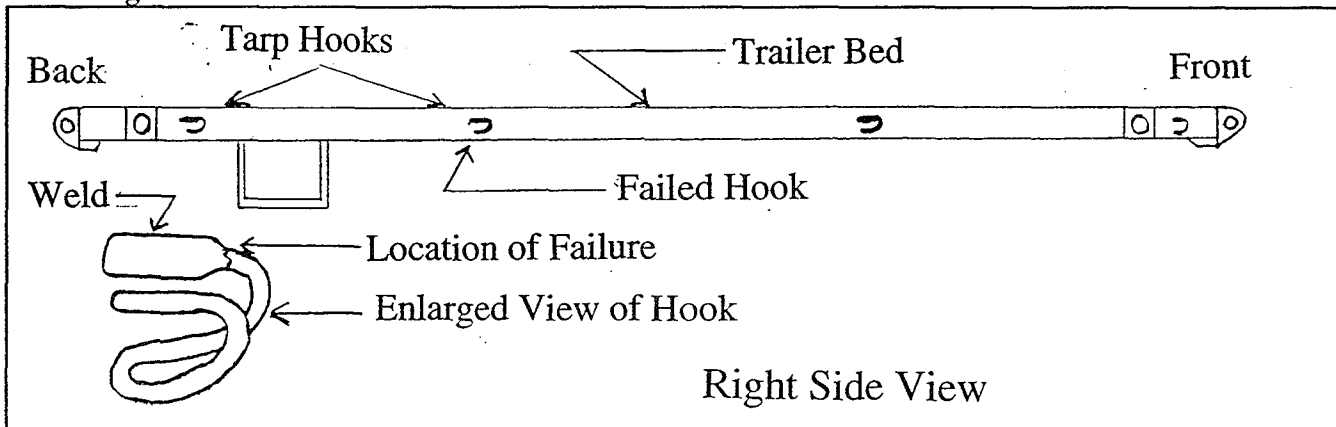 Tarp Hooks
Trailer Bed
Back
Front
Failed Hook
Weld
Location of Failure
Enlarged View of Hook
Right Side View